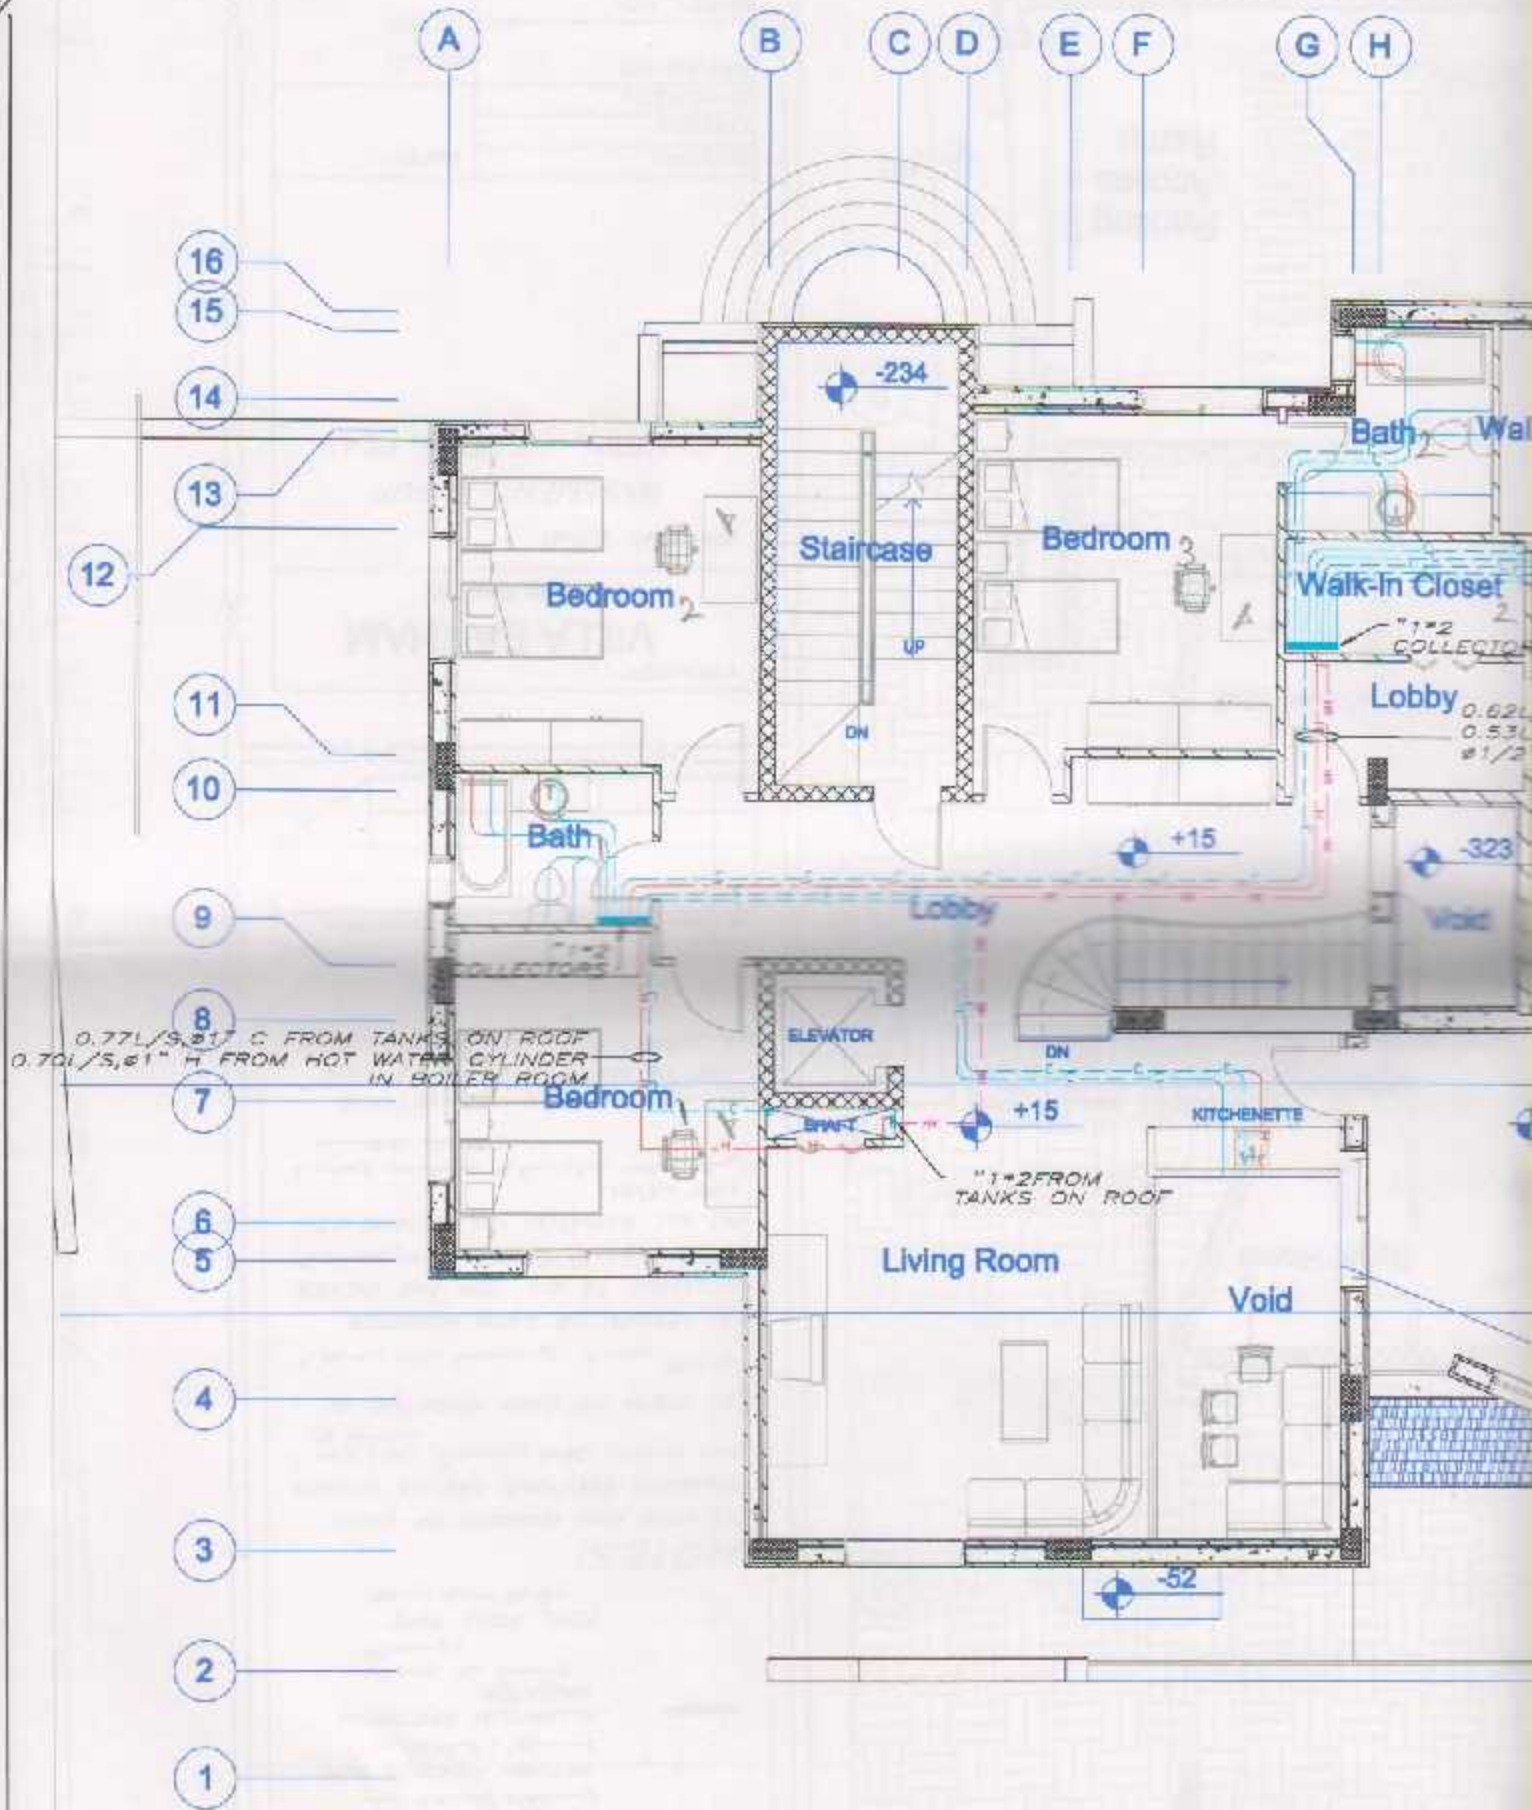 A B C D E F G H
16
15
14
13
12
11
10
9
8
7
6
5
4
3
2
1
-234
Bath 2
Staircase
Bedroom 2
Bedroom 3
Walk-In Closet 2
"1*2
UP
DN
Lobby
Bath
+15
-323
Lobby
Void
"1*2
COLLECTORS
ELEVATOR
DN
0.77L/S,ø1" C FROM TANKS ON ROOF
0.70L/S,ø1" H FROM HOT WATER CYLINDER
IN BOILER ROOM
Bedroom 1
SHAFT
+15
KITCHENETTE
"1*2FROM
TANKS ON ROOF
Living Room
Void
-52